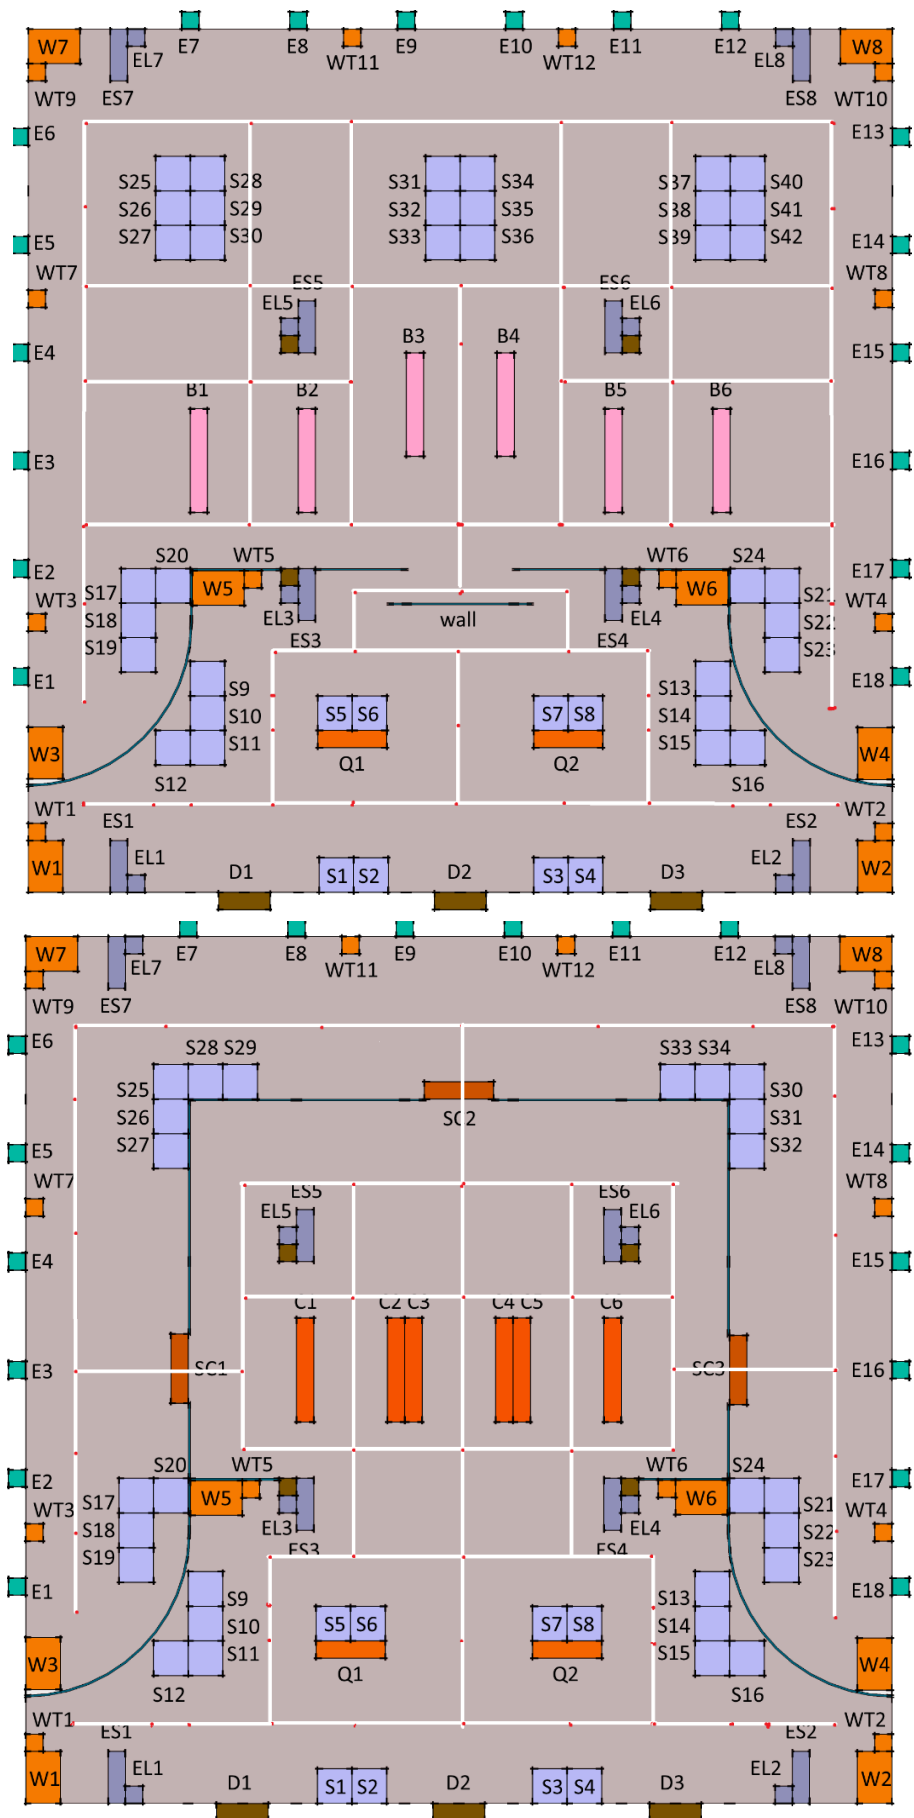 W7 E7 E8 E9 E10 E11 E12 W8
EL7 WT11 WT12 EL8
WT9 ES7 ES8 WT10
E6 E13
S25 S28 S31 S34 S37 S40
S26 S29 S32 S35 S38 S41
S27 S30 S33 S36 S39 S42
E5 E14
WT7 ES5 ES6 WT8
EL5 EL6
E4 B3 B4 E15
B1 B2 B5 B6
E3 E16
E2 S20 WT5 WT6 S24 E17
S17 W5 W6 S21
WT3 S18 EL3 wall EL4 S22 WT4
ES3 ES4
S19 S23
E1 S9 S13 E18
S10 S5 S6 S7 S8 S14
W3 S11 S15 W4
Q1 Q2
S12 S16
WT1 WT2
ES1 ES2
W1 EL1 D1 S1 S2 D2 S3 S4 D3 EL2 W2
W7 E7 E8 E9 E10 E11 E12 W8
EL7 WT11 WT12 EL8
WT9 ES7 ES8 WT10
E6 S28 S29 S33 S34 E13
S25 S30
S26 SC2 S31
S27 S32
E5 E14
WT7 ES5 ES6 WT8
EL5 EL6
E4 E15
C1 C2 C3 C4 C5 C6
E3 SC1 SC3 E16
E2 S20 WT5 WT6 S24 E17
S17 W5 W6 S21
WT3 S18 EL3 EL4 S22 WT4
ES3 ES4
S19 S23
E1 S9 S13 E18
S10 S5 S6 S7 S8 S14
W3 S11 S15 W4
Q1 Q2
S12 S16
WT1 WT2
ES1 ES2
W1 EL1 D1 S1 S2 D2 S3 S4 D3 EL2 W2